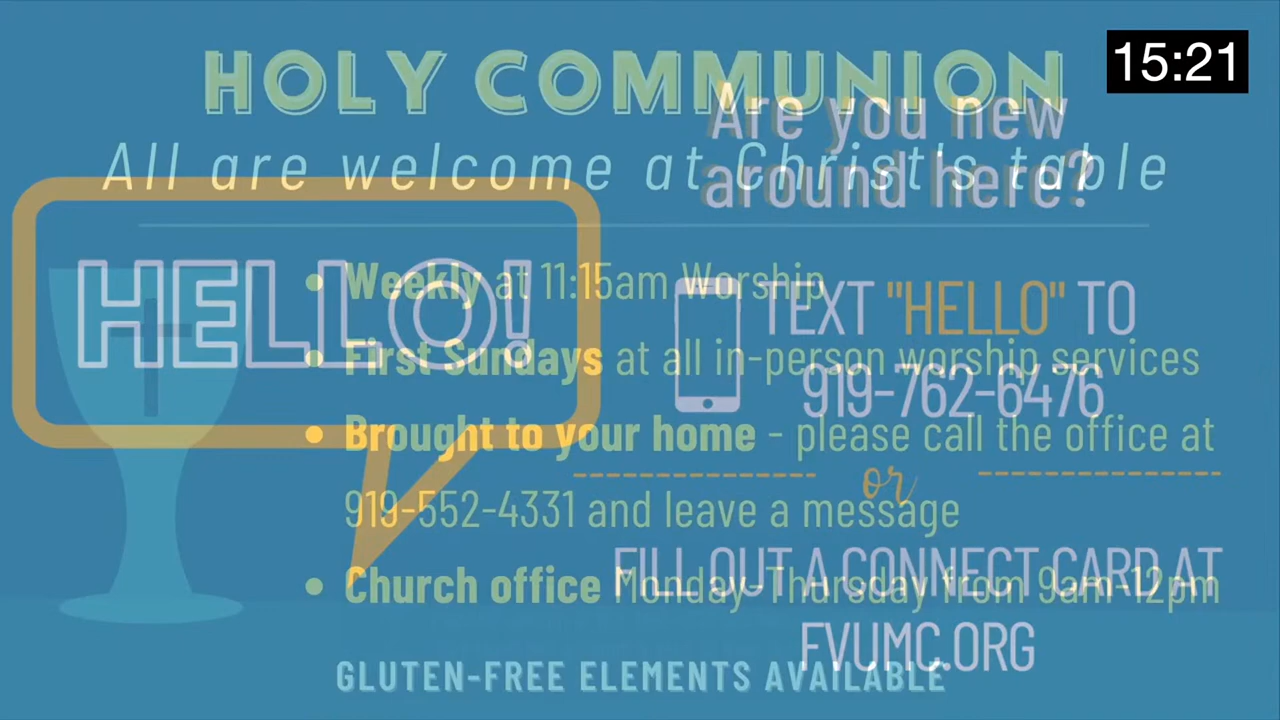 HOLY COMMUNION
15:21
All are welcome at Christ's table
• Weekly at 11:15am Worship
• First Sundays at all in-person worship services
• Brought to your home - please call the office at
919-552-4331 and leave a message
• Church office Monday-Thursday from 9am-12pm
GLUTEN-FREE ELEMENTS AVAILABLE
HELLO!
Are you new
around here?
TEXT "HELLO" TO
919-762-6476
or
FILL OUT A CONNECT CARD AT
FVUMC.ORG